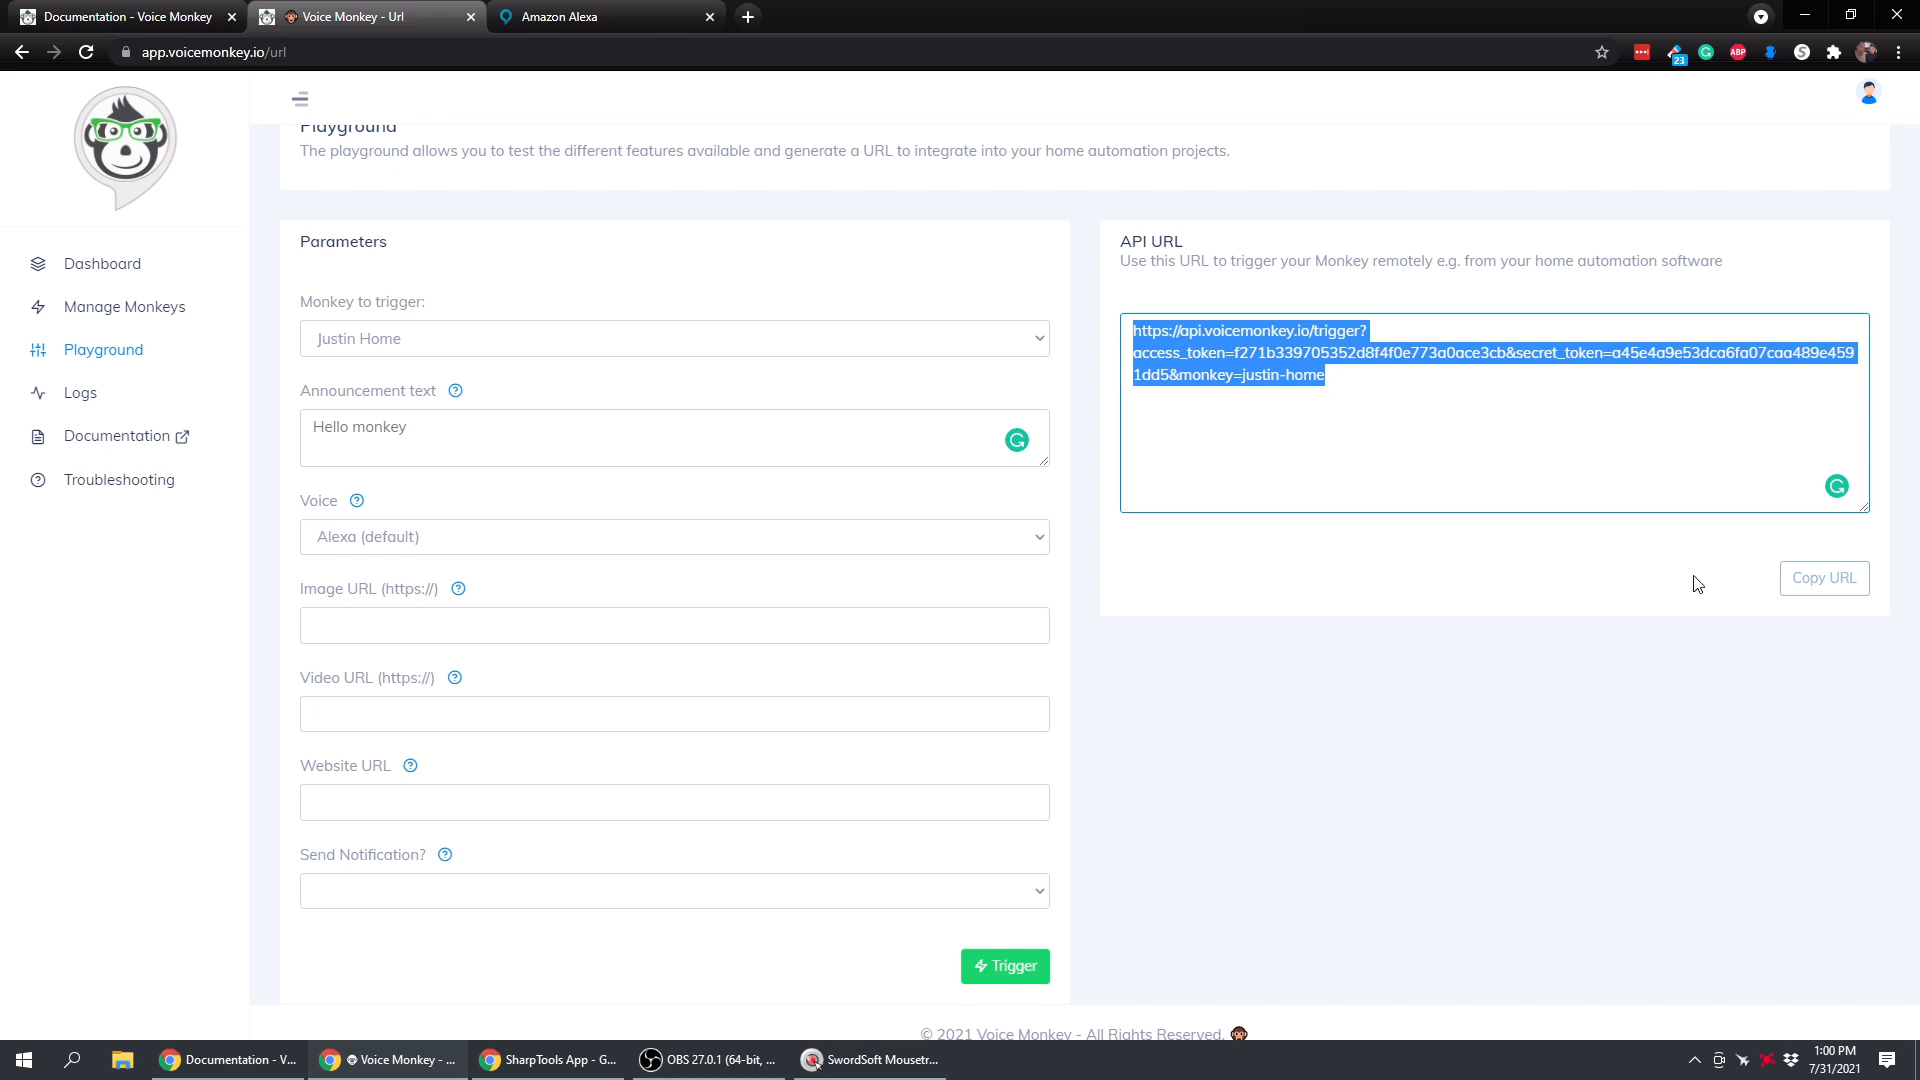 Documentation - Voice Monkey
Voice Monkey - Url
Amazon Alexa
app.voicemonkey.io/url
23
ABP
Playground
The playground allows you to test the different features available and generate a URL to integrate into your home automation projects.
Dashboard
Manage Monkeys
Playground
Logs
Documentation
Troubleshooting
Parameters
Monkey to trigger:
Justin Home
Announcement text
Hello monkey
Voice
Alexa (default)
Image URL (https://)
Video URL (https://)
Website URL
Send Notification?
Trigger
API URL
Use this URL to trigger your Monkey remotely e.g. from your home automation software
https://api.voicemonkey.io/trigger?
access_token=f271b339705352d8f4f0e773a0ace3cb&secret_token=a45e4a9e53dca6fa07caa489e459
1dd5&monkey=justin-home
Copy URL
© 2021 Voice Monkey - All Rights Reserved.
Documentation - V...
Voice Monkey - ...
SharpTools App - G...
OBS 27.0.1 (64-bit, ...
SwordSoft Mousetr...
1:00 PM
7/31/2021